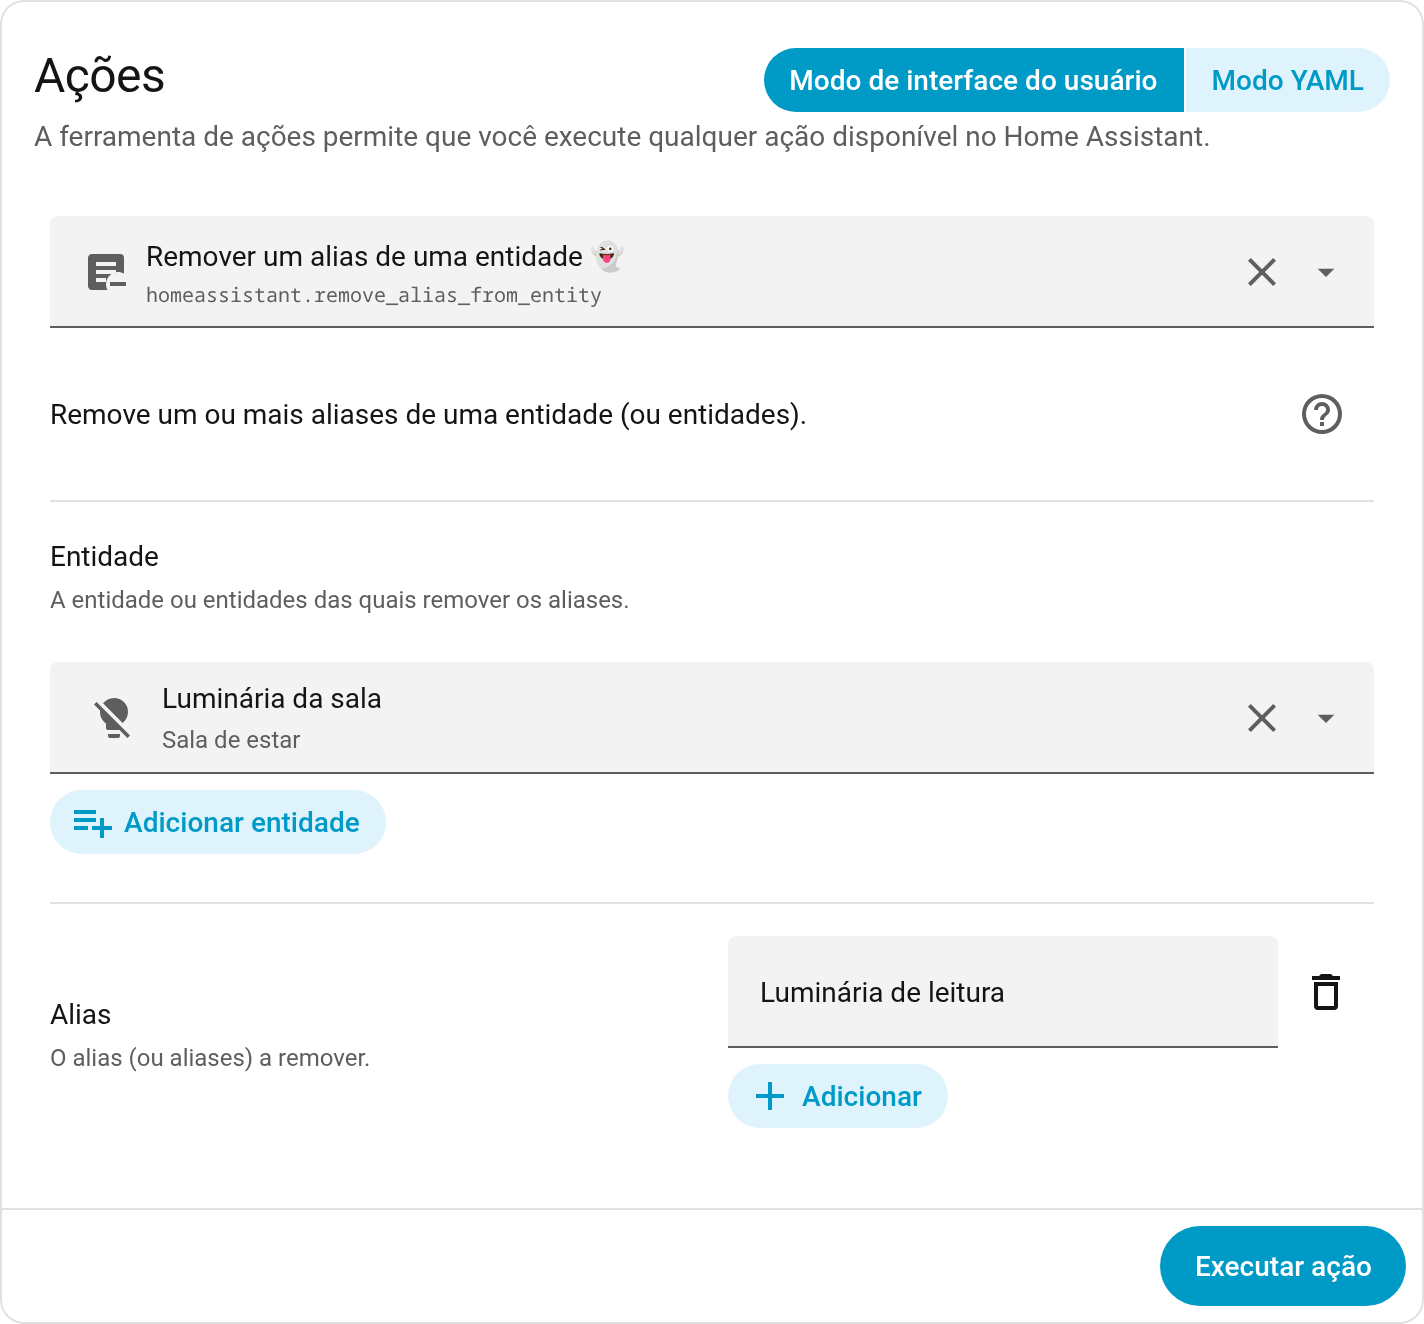 Ações
Modo de interface do usuário
Modo YAML
A ferramenta de ações permite que você execute qualquer ação disponível no Home Assistant.
Remover um alias de uma entidade 👻
homeassistant.remove_alias_from_entity
Remove um ou mais aliases de uma entidade (ou entidades).
Entidade
A entidade ou entidades das quais remover os aliases.
Luminária da sala
Sala de estar
Adicionar entidade
Alias
O alias (ou aliases) a remover.
Luminária de leitura
Adicionar
Executar ação